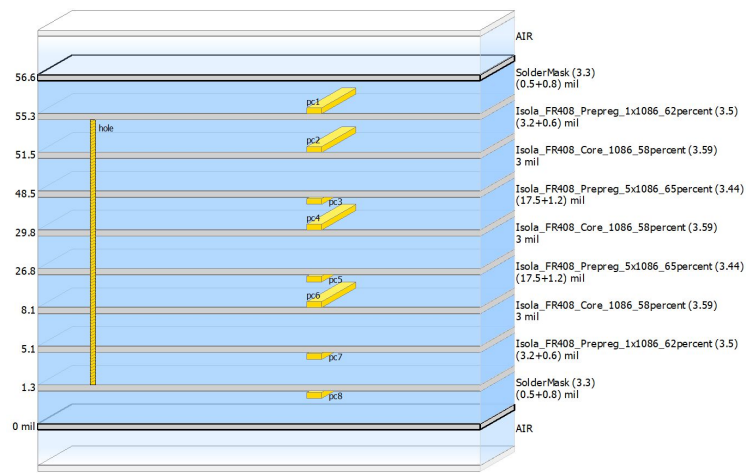 AIR
56.6
SolderMask (3.3)
(0.5+0.8) mil
pc1
55.3
Isola_FR408_Prepreg_1x1086_62percent (3.5)
(3.2+0.6) mil
hole
pc2
51.5
Isola_FR408_Core_1086_58percent (3.59)
3 mil
48.5
Isola_FR408_Prepreg_5x1086_65percent (3.44)
(17.5+1.2) mil
pc3
pc4
29.8
Isola_FR408_Core_1086_58percent (3.59)
3 mil
26.8
Isola_FR408_Prepreg_5x1086_65percent (3.44)
(17.5+1.2) mil
pc5
pc6
8.1
Isola_FR408_Core_1086_58percent (3.59)
3 mil
5.1
Isola_FR408_Prepreg_1x1086_62percent (3.5)
(3.2+0.6) mil
pc7
1.3
SolderMask (3.3)
(0.5+0.8) mil
pc8
0 mil
AIR